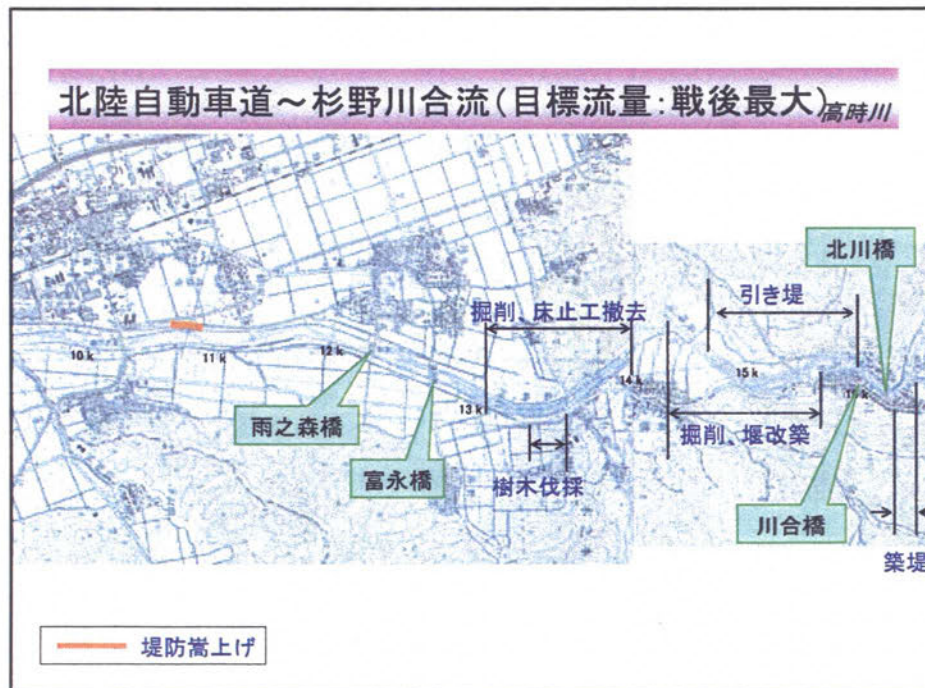 北陸自動車道～杉野川合流(目標流量:戦後最大)高時川
北川橋
引き堤
掘削、床止工撤去
10k
11k
12k
13k
14k
15k
雨之森橋
富永橋
樹木伐採
掘削、堰改築
川合橋
築堤
堤防嵩上げ